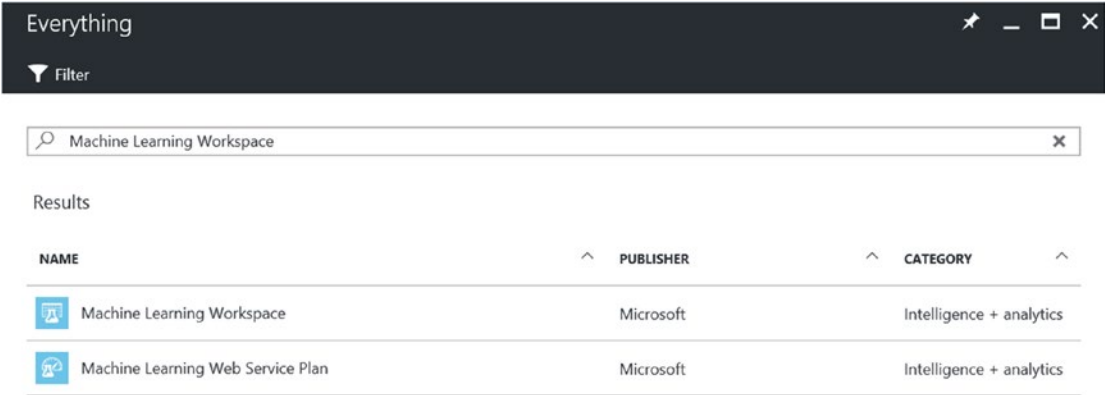 Everything
Filter
Machine Learning Workspace
Results
NAME PUBLISHER CATEGORY
Machine Learning Workspace Microsoft Intelligence + analytics
Machine Learning Web Service Plan Microsoft Intelligence + analytics